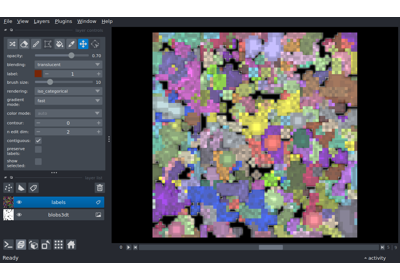 File View Layers Plugins Window Help
opacity: 0.70
blending: translucent
label: 1
brush size: 10
rendering: iso_categorical
gradient mode: fast
color mode:
contour: 0
n edit dim: 2
contiguous:
preserve labels:
show selected:
labels
blobs3dt
0
Ready
activity